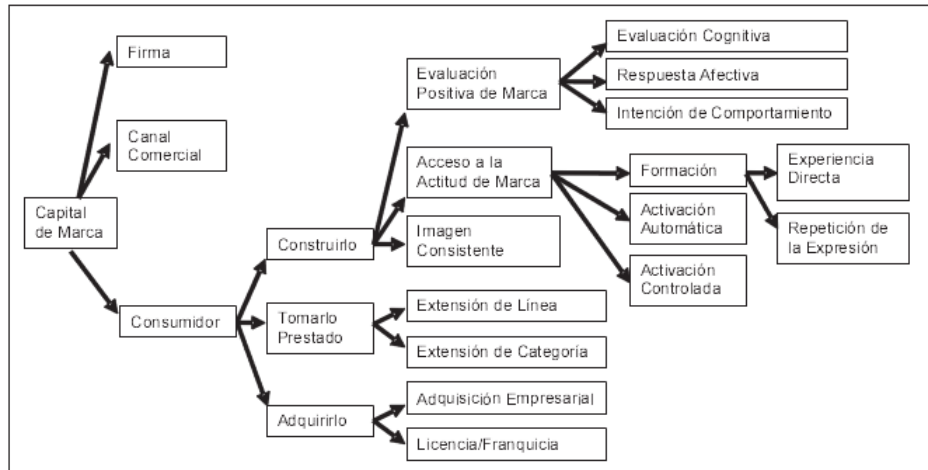 Firma
Canal
Comercial
Capital
de Marca
Consumidor
Construirlo
Tomarlo
Prestado
Adquirirlo
Evaluación
Positiva de Marca
Acceso a la
Actitud de Marca
Imagen
Consistente
Extensión de Línea
Extensión de Categoría
Adquisición Empresarial
Licencia/Franquicia
Evaluación Cognitiva
Respuesta Afectiva
Intención de Comportamiento
Formación
Activación
Automática
Activación
Controlada
Experiencia
Directa
Repetición de
la Expresión